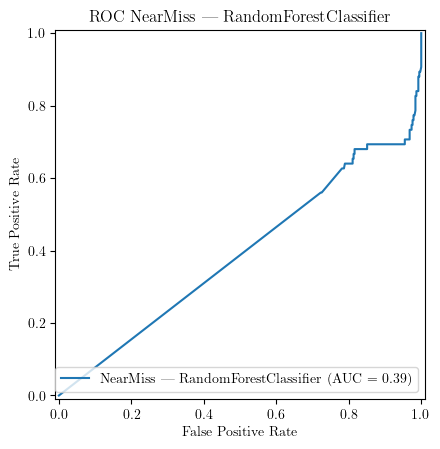 ROC NearMiss — RandomForestClassifier
1.0
0.8
0.6
0.4
0.2
0.0
True Positive Rate
NearMiss — RandomForestClassifier (AUC = 0.39)
0.0 0.2 0.4 0.6 0.8 1.0
False Positive Rate